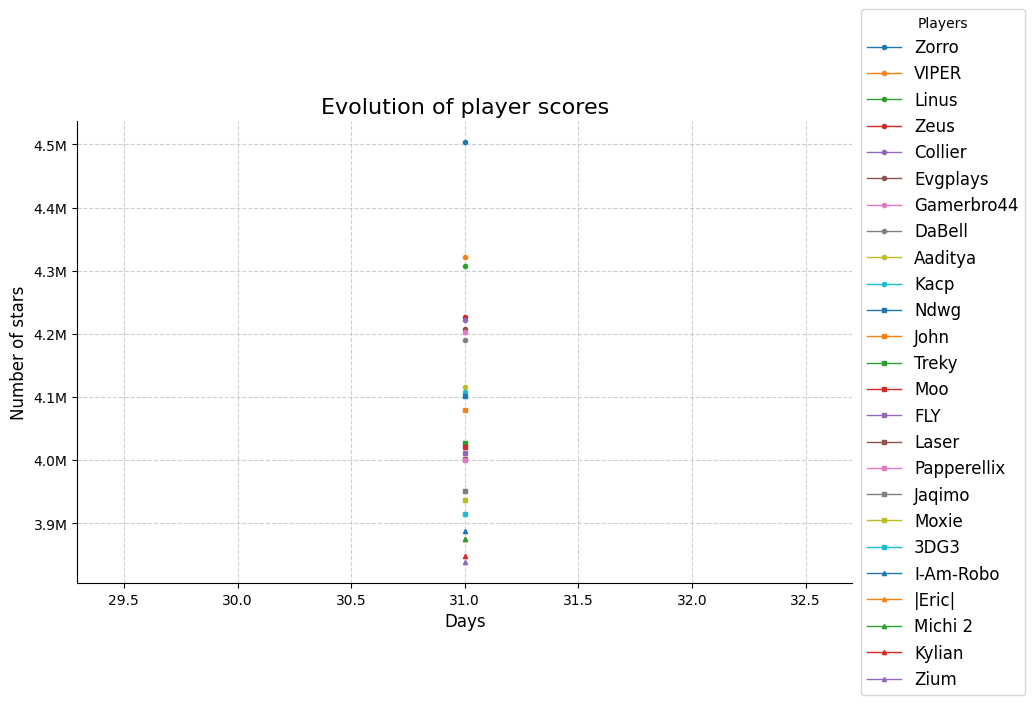 Evolution of player scores
Number of stars
4.5M
4.4M
4.3M
4.2M
4.1M
4.0M
3.9M
29.5
30.0
30.5
31.0
31.5
32.0
32.5
Days
Players
Zorro
VIPER
Linus
Zeus
Collier
Evgplays
Gamerbro44
DaBell
Aaditya
Kacp
Ndwg
John
Treky
Moo
FLY
Laser
Papperellix
Jaqimo
Moxie
3DG3
I-Am-Robo
|Eric|
Michi 2
Kylian
Zium